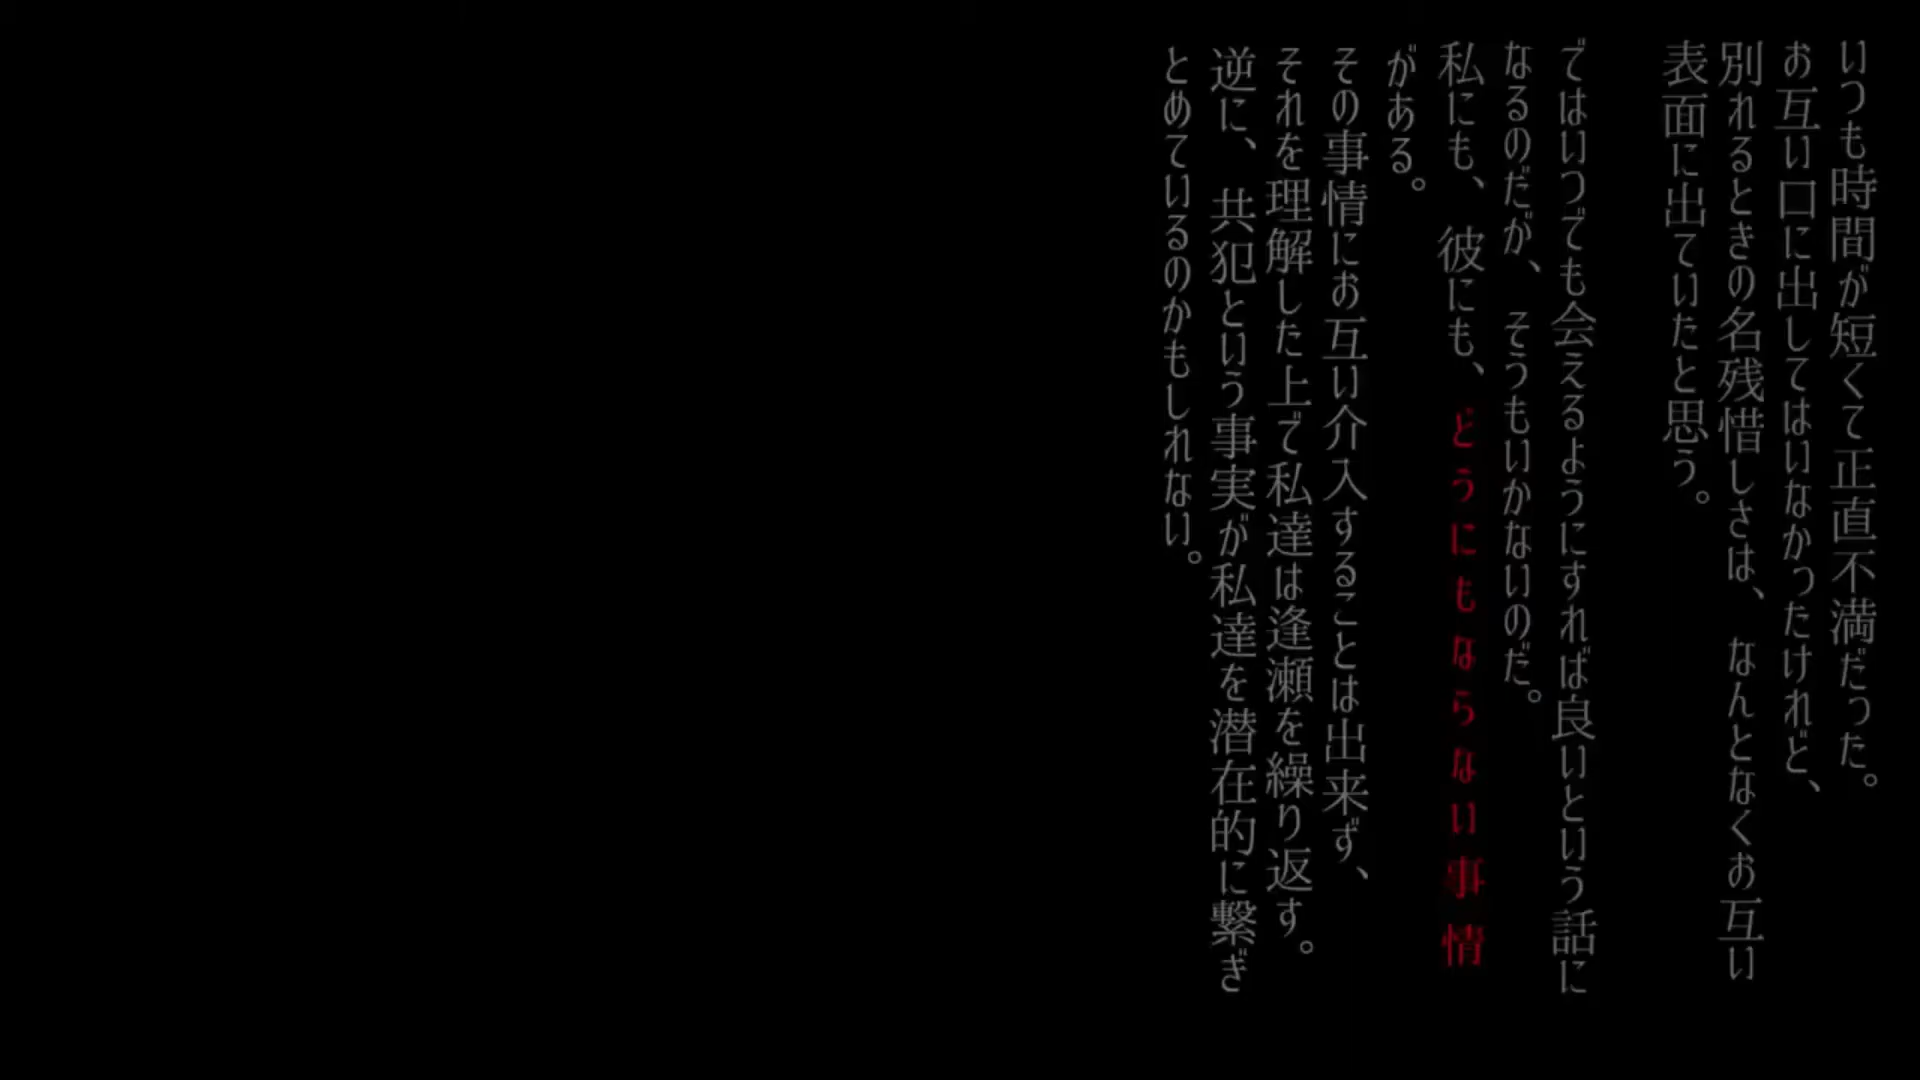 いつも時間が短くて正直不満だった。
お互い口に出してはいなかったけれど、
別れるときの名残惜しさは、なんとなくお互い
表面に出ていたと思う。
ではいつでも会えるようにすれば良いという話に
なるのだが、そうもいかないのだ。
私にも、彼にも、どうにもならない事情
がある。
その事情にお互い介入することは出来ず、
それを理解した上で私達は逢瀬を繰り返す。
逆に、共犯という事実が私達を潜在的に繋ぎ
とめているのかもしれない。